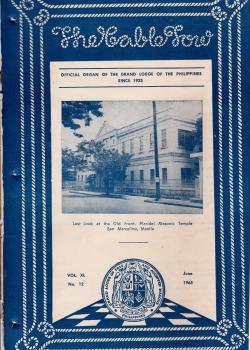 The Cable Tow
OFFICIAL ORGAN OF THE GRAND LODGE OF THE PHILIPPINES
SINCE 1923
Last Look at the Old Front, Plaridel Masonic Temple
San Marcelino, Manila
VOL. XL
No. 12
June
1965